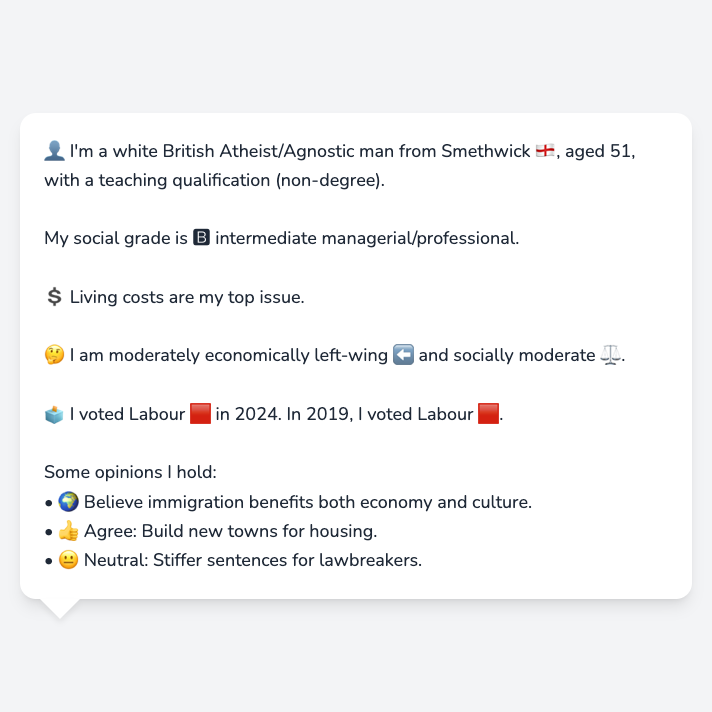 👤 I'm a white British Atheist/Agnostic man from Smethwick 🏴󠁧󠁢󠁥󠁮󠁧󠁿, aged 51,
with a teaching qualification (non-degree).
My social grade is 🅱 intermediate managerial/professional.
💲 Living costs are my top issue.
🤔 I am moderately economically left-wing ⬅️ and socially moderate ⚖️.
🗳️ I voted Labour 🟥 in 2024. In 2019, I voted Labour 🟥.
Some opinions I hold:
• 🌍 Believe immigration benefits both economy and culture.
• 👍 Agree: Build new towns for housing.
• 😐 Neutral: Stiffer sentences for lawbreakers.